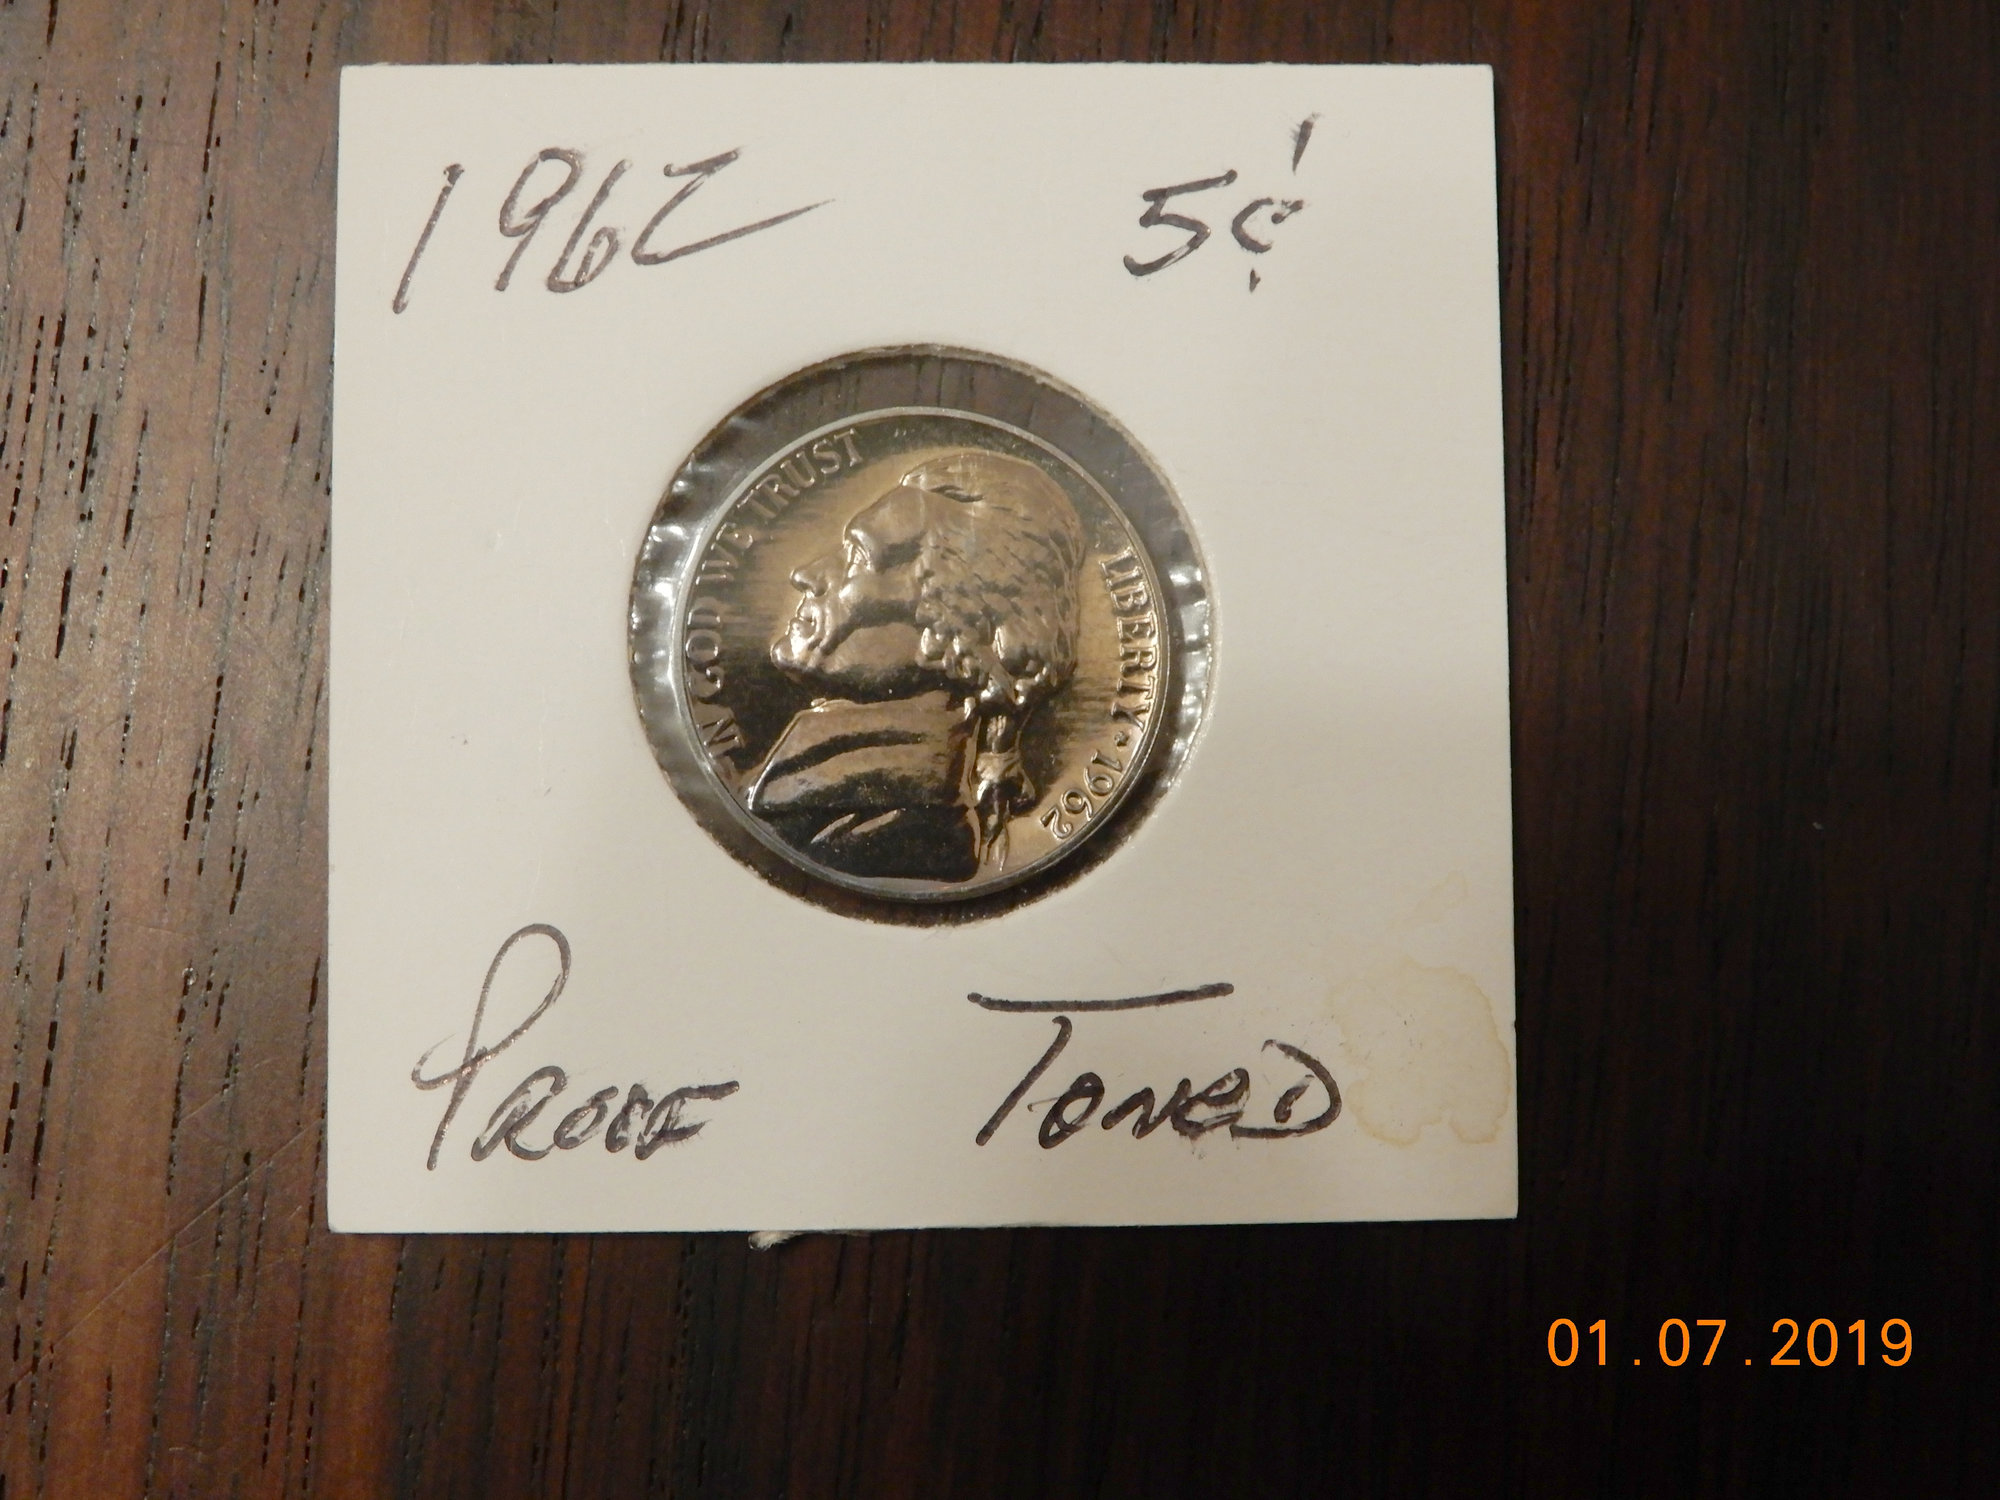 1962 5¢
IN GOD WE TRUST
LIBERTY • 1962
PROOF TONED
01.07.2019